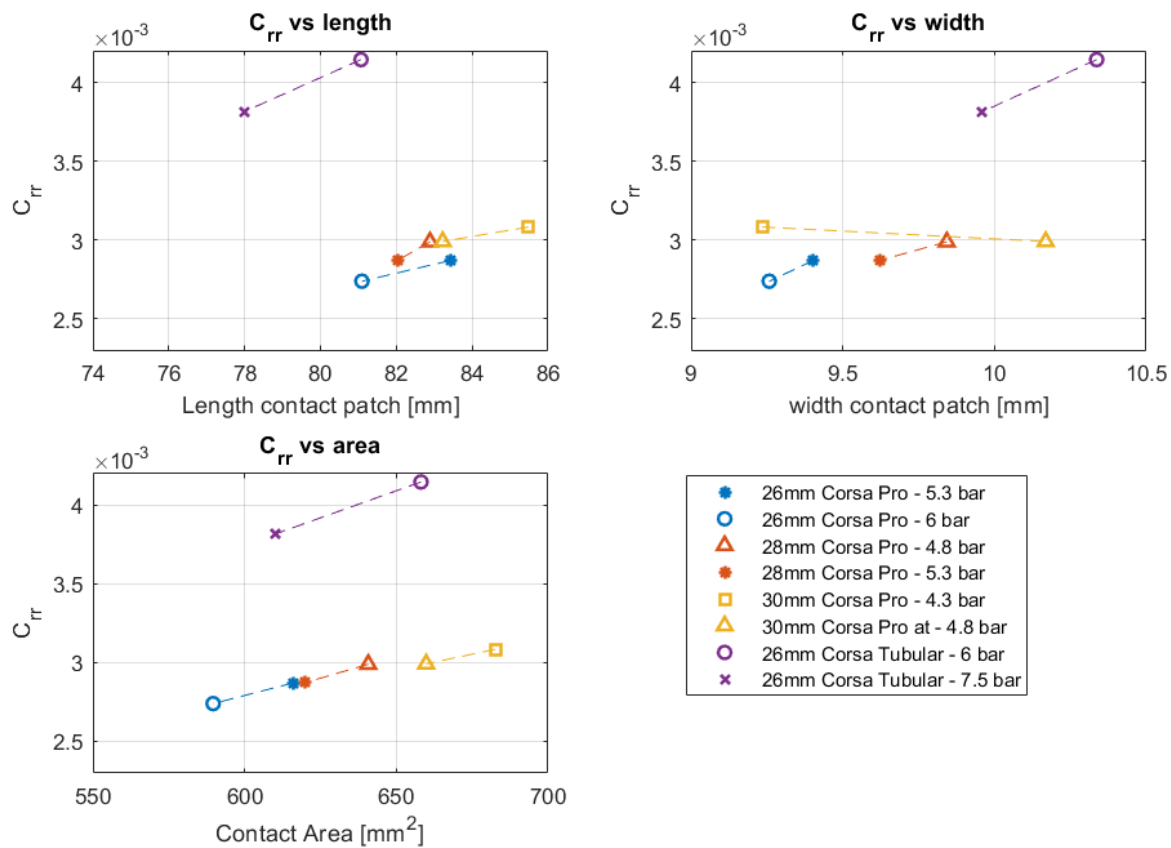 C_rr vs length
×10^-3
4
3.5
3
2.5
C_rr
74 76 78 80 82 84 86
Length contact patch [mm]
C_rr vs width
×10^-3
4
3.5
3
2.5
C_rr
9 9.5 10 10.5
width contact patch [mm]
C_rr vs area
×10^-3
4
3.5
3
2.5
C_rr
550 600 650 700
Contact Area [mm^2]
26mm Corsa Pro - 5.3 bar
26mm Corsa Pro - 6 bar
28mm Corsa Pro - 4.8 bar
28mm Corsa Pro - 5.3 bar
30mm Corsa Pro - 4.3 bar
30mm Corsa Pro at - 4.8 bar
26mm Corsa Tubular - 6 bar
26mm Corsa Tubular - 7.5 bar